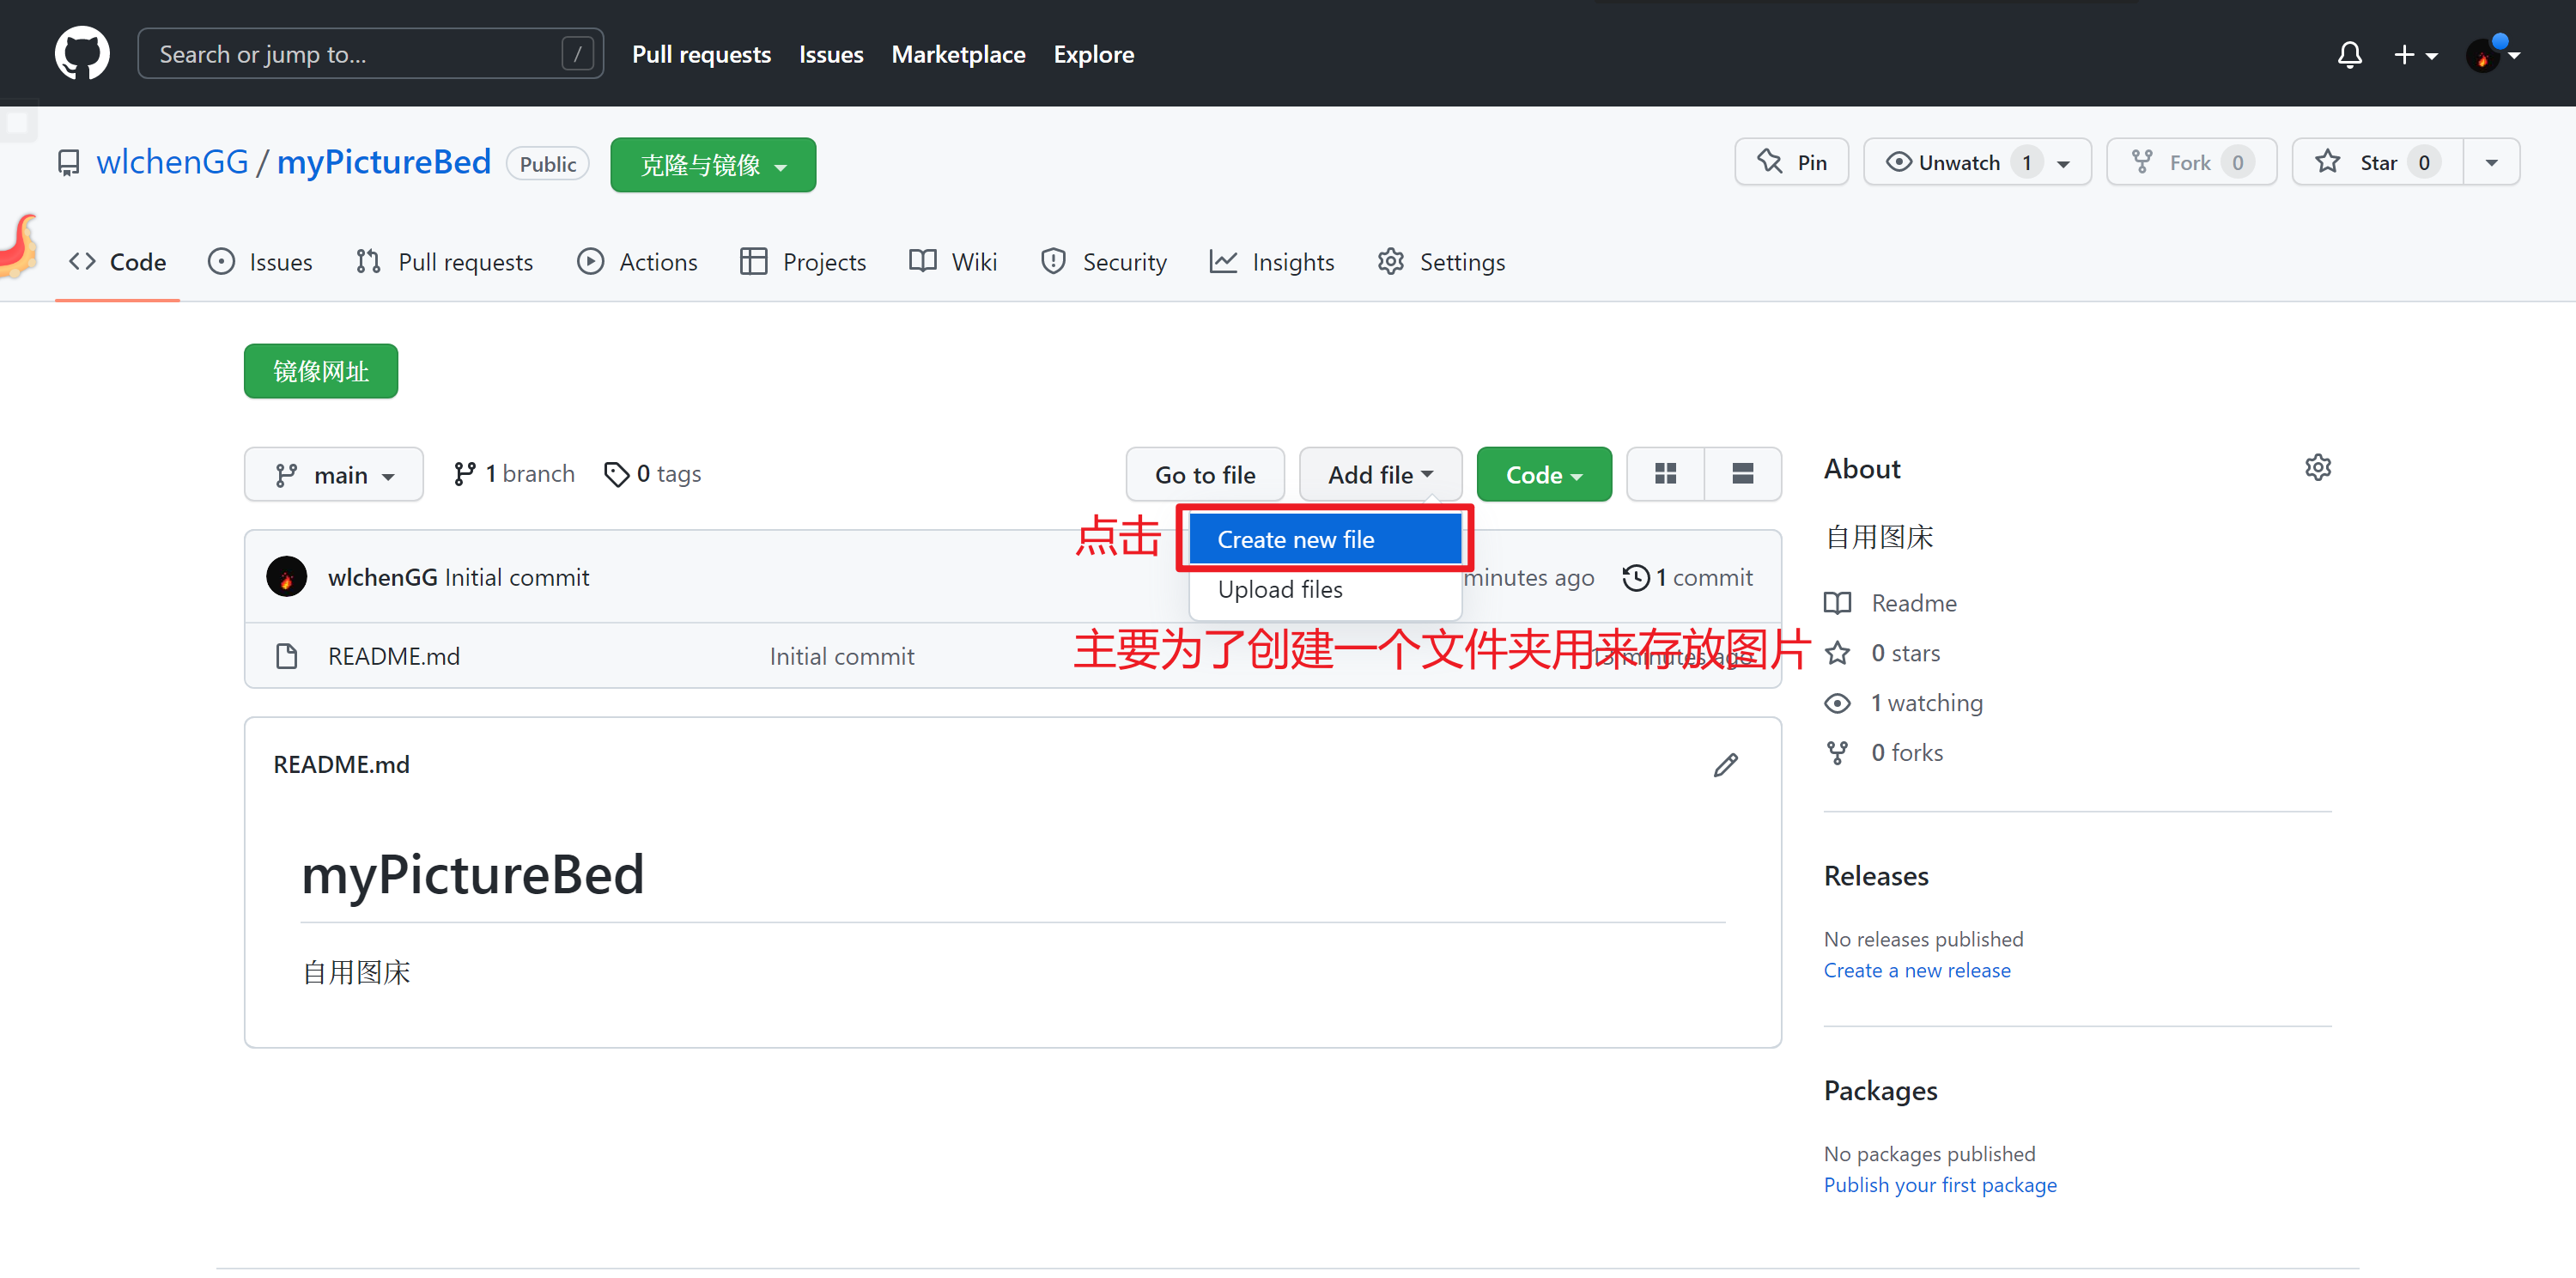 Search or jump to...
/
Pull requests Issues Marketplace Explore
wlchenGG / myPictureBed Public 克隆与镜像
Pin Unwatch 1 Fork 0 Star 0
Code Issues Pull requests Actions Projects Wiki Security Insights Settings
镜像网址
main 1 branch 0 tags Go to file Add file Code
点击 Create new file
Upload files
wlchenGG Initial commit minutes ago 1 commit
主要为了创建一个文件夹用来存放图片
README.md Initial commit 13 minutes ago
README.md
myPictureBed
自用图床
About
自用图床
Readme
0 stars
1 watching
0 forks
Releases
No releases published
Create a new release
Packages
No packages published
Publish your first package